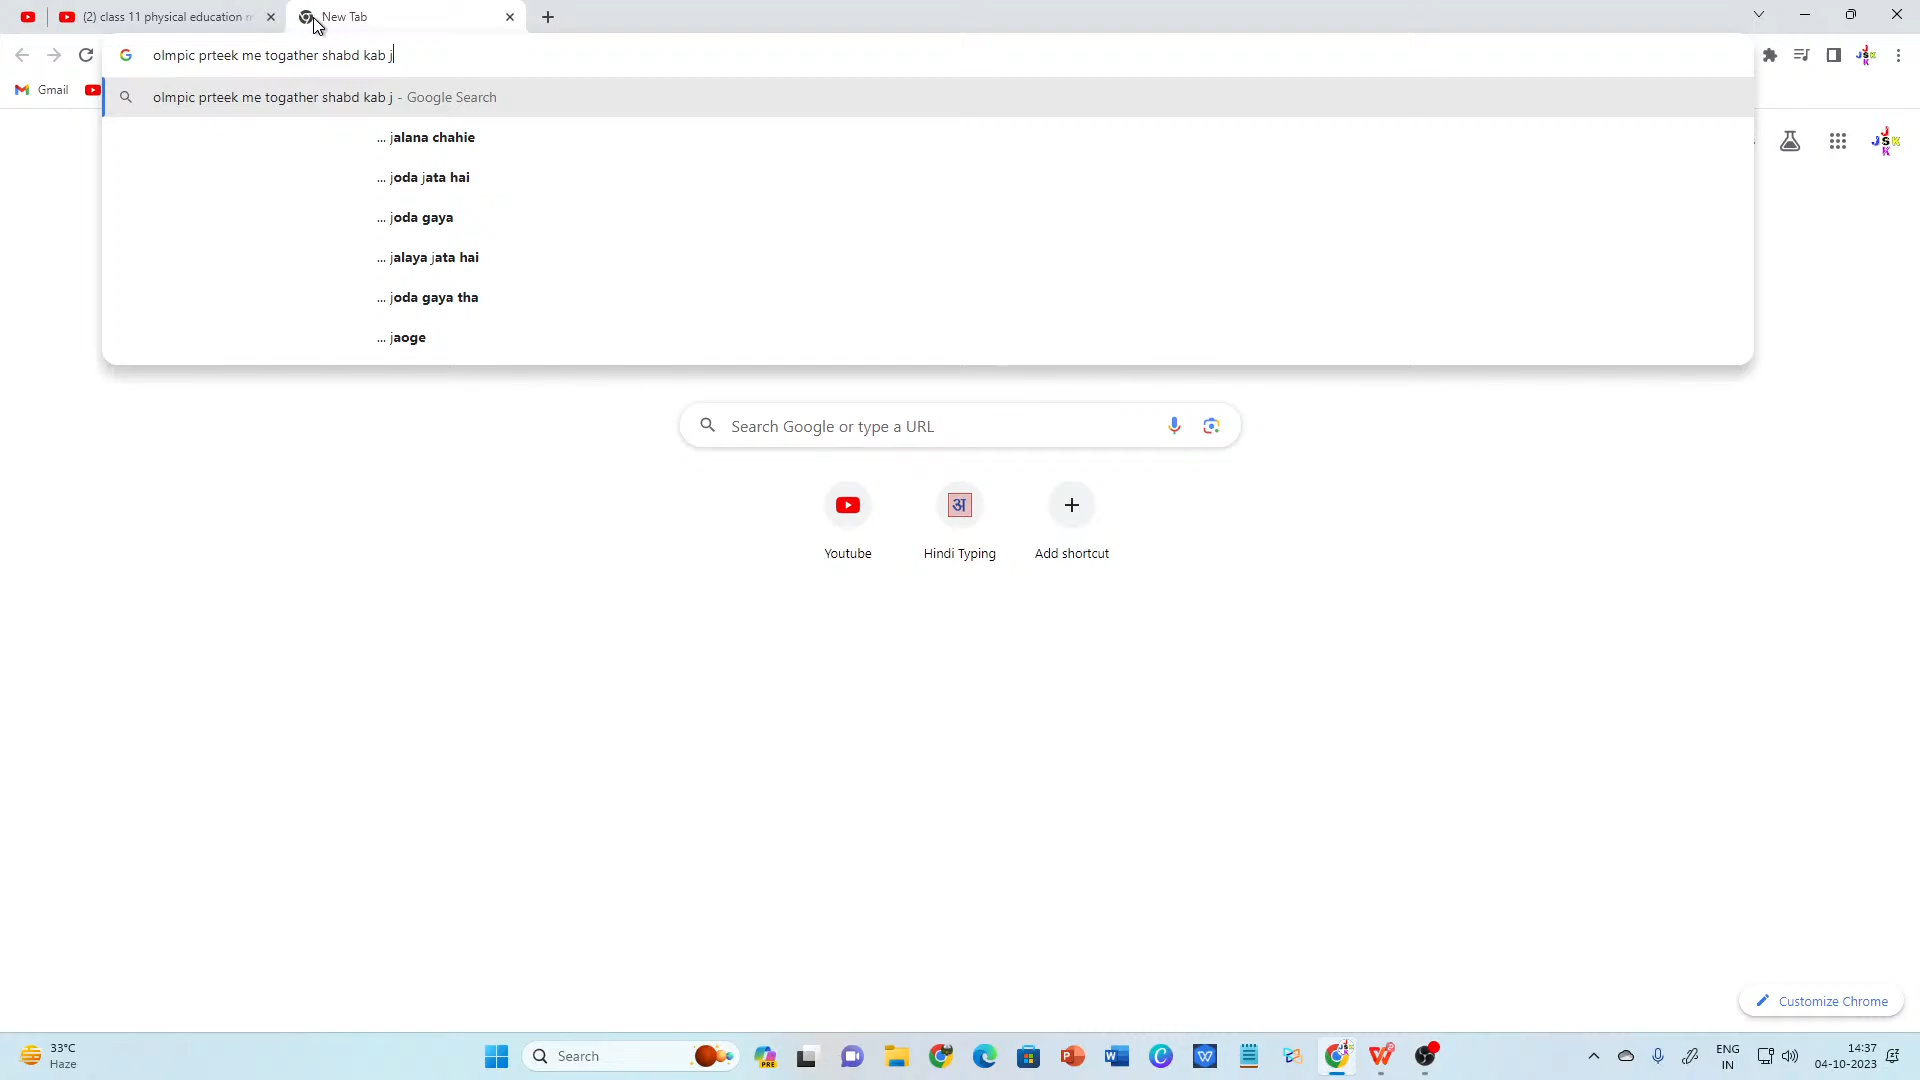 (2) class 11 physical education
New Tab
olmpic prteek me togather shabd kab j
Gmail
olmpic prteek me togather shabd kab j - Google Search
... jalana chahie
... joda jata hai
... joda gaya
... jalaya jata hai
... joda gaya tha
... jaoge
Search Google or type a URL
अ
Youtube
Hindi Typing
Add shortcut
Customize Chrome
33°C
Haze
Search
PRE
ENG
IN
14:37
04-10-2023